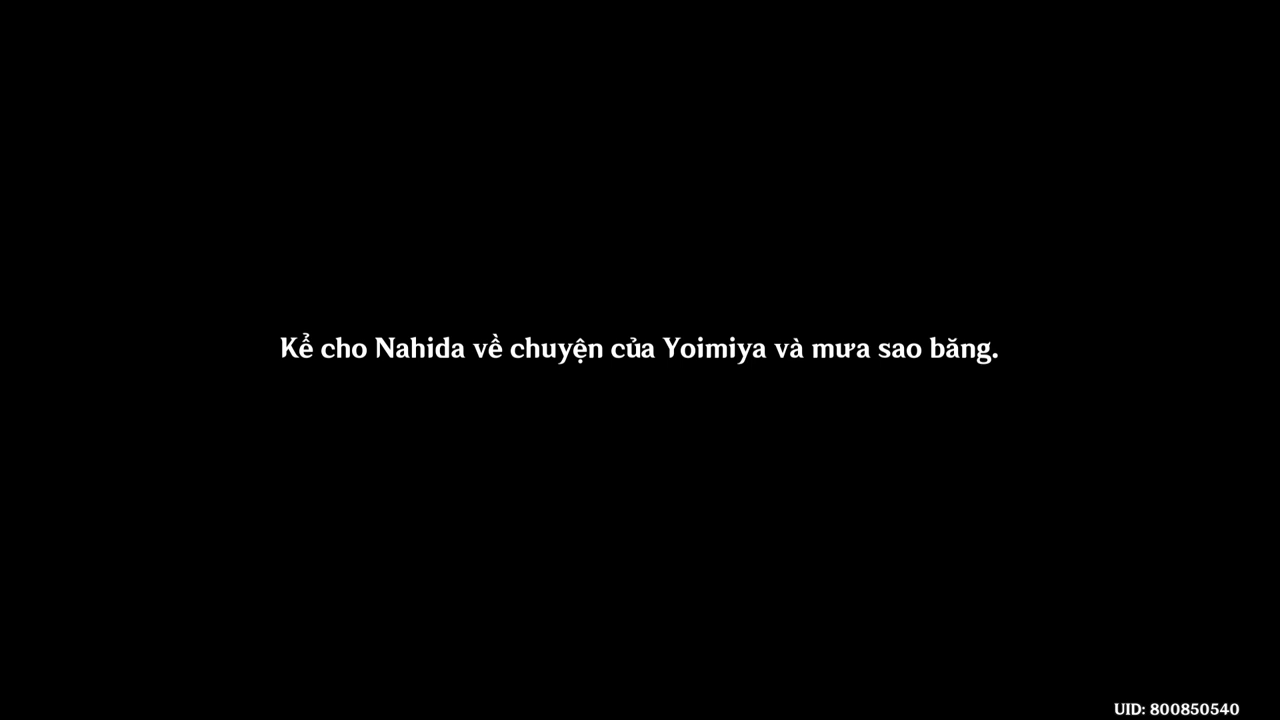 Kể cho Nahida về chuyện của Yoimiya và mưa sao băng.
UID: 800850540